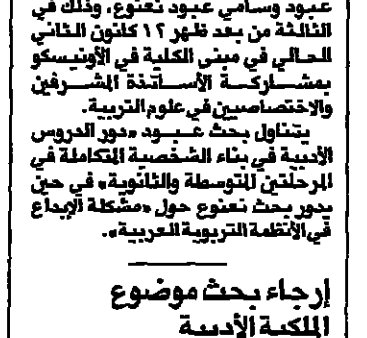 عبود وسامي عبود نعنوع، وذلك في
الثالثة من بعد ظهر ١٢ كانون الثاني
الحالي في مبنى الكلية في الأونيسكو
بمشاركة الأساتذة المشرفين
والاختصاصيين في علوم التربية.
يتناول بحث عبود «دور الدروس
الأدبية في بناء الشخصية المتكاملة في
المرحلتين المتوسطة والثانوية» في حين
يدور بحث نعنوع حول «مشكلة الإبداع
في الأنظمة التربوية العربية».
إرجاء بحث موضوع
الملكية الأدبية